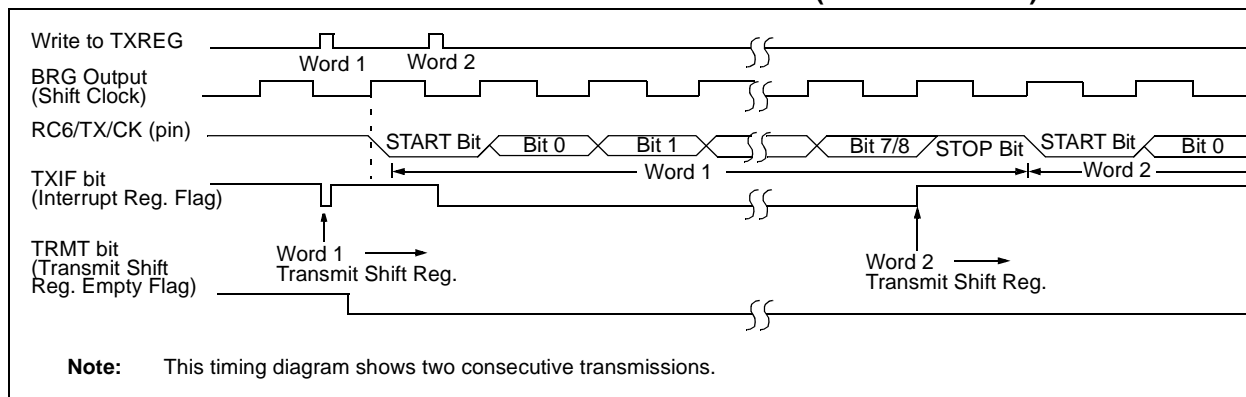 Write to TXREG
Word 1
Word 2
BRG Output
(Shift Clock)
RC6/TX/CK (pin)
START Bit
Bit 0
Bit 1
Bit 7/8
STOP Bit
START Bit
Bit 0
Word 1
Word 2
TXIF bit
(Interrupt Reg. Flag)
TRMT bit
(Transmit Shift
Reg. Empty Flag)
Word 1
Transmit Shift Reg.
Word 2
Transmit Shift Reg.
Note: This timing diagram shows two consecutive transmissions.